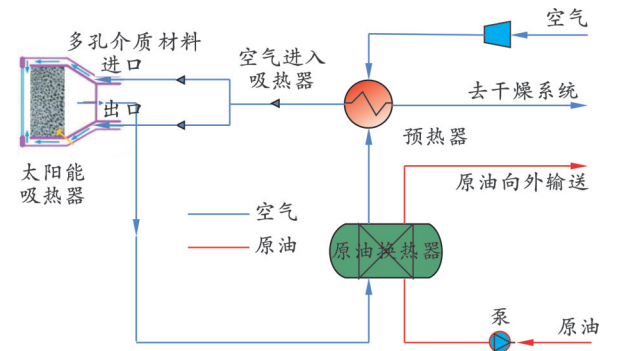 空气
多孔介质材料
进口
空气进入
吸热器
去干燥系统
出口
预热器
太阳能
吸热器
原油向外输送
空气
原油
原油换热器
泵
原油